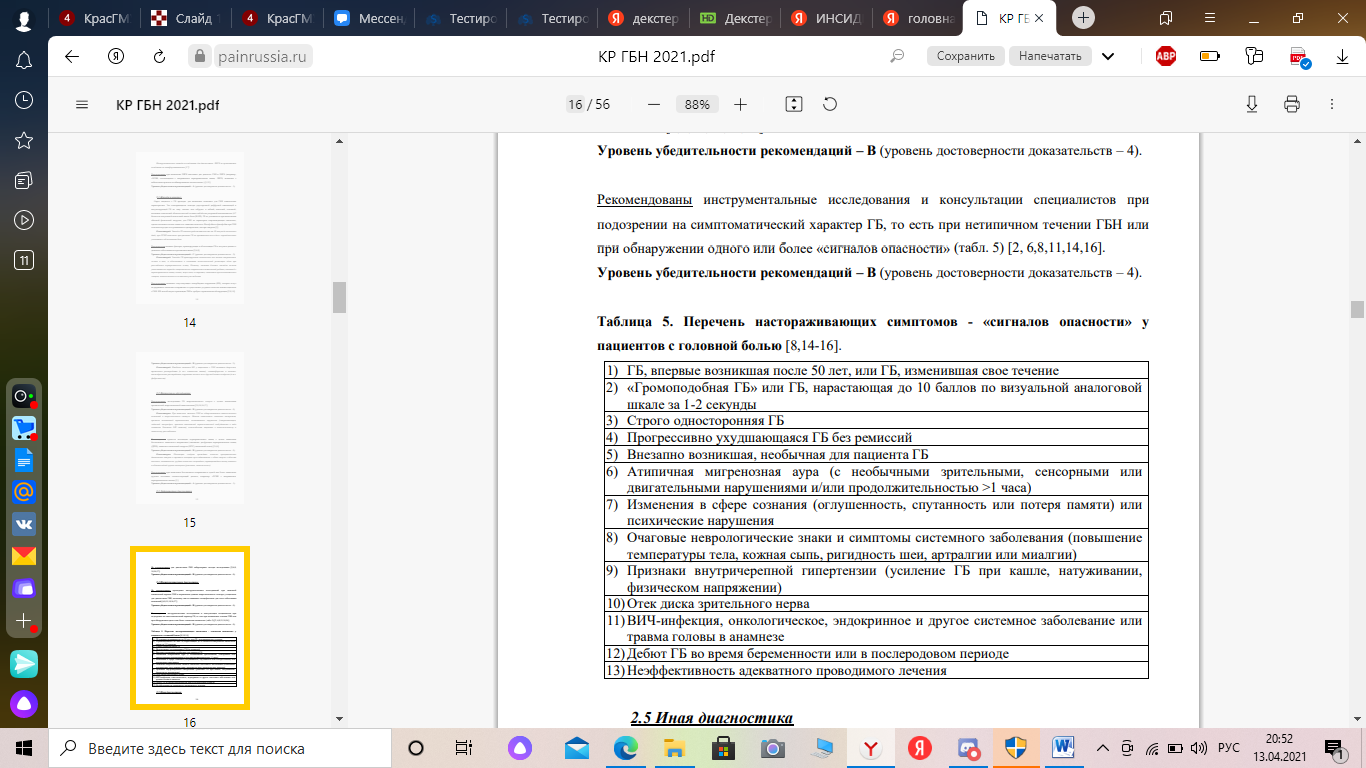 4 КрасГМ
Слайд 1
4 КрасГМ
Мессен
Тестиро
Тестиро
Я декстер
HD Декстер
Я ИНСИД
Я головна
КР ГБ
painrussia.ru
КР ГБН 2021.pdf
Сохранить
Напечатать
ABP
КР ГБН 2021.pdf
16 / 56
88%
11
14
15
16
Уровень убедительности рекомендаций – В (уровень достоверности доказательств – 4).
Рекомендованы инструментальные исследования и консультации специалистов при
подозрении на симптоматический характер ГБ, то есть при нетипичном течении ГБН или
при обнаружении одного или более «сигналов опасности» (табл. 5) [2, 6,8,11,14,16].
Уровень убедительности рекомендаций – В (уровень достоверности доказательств – 4).
Таблица 5. Перечень настораживающих симптомов - «сигналов опасности» у
пациентов с головной болью [8,14-16].
1) ГБ, впервые возникшая после 50 лет, или ГБ, изменившая свое течение
2) «Громоподобная ГБ» или ГБ, нарастающая до 10 баллов по визуальной аналоговой
шкале за 1-2 секунды
3) Строго односторонняя ГБ
4) Прогрессивно ухудшающаяся ГБ без ремиссий
5) Внезапно возникшая, необычная для пациента ГБ
6) Атипичная мигренозная аура (с необычными зрительными, сенсорными или
двигательными нарушениями и/или продолжительностью >1 часа)
7) Изменения в сфере сознания (оглушенность, спутанность или потеря памяти) или
психические нарушения
8) Очаговые неврологические знаки и симптомы системного заболевания (повышение
температуры тела, кожная сыпь, ригидность шеи, артралгии или миалгии)
9) Признаки внутричерепной гипертензии (усиление ГБ при кашле, натуживании,
физическом напряжении)
10) Отек диска зрительного нерва
11) ВИЧ-инфекция, онкологическое, эндокринное и другое системное заболевание или
травма головы в анамнезе
12) Дебют ГБ во время беременности или в послеродовом периоде
13) Неэффективность адекватного проводимого лечения
2.5 Иная диагностика
Введите здесь текст для поиска
РУС
20:52
13.04.2021
1